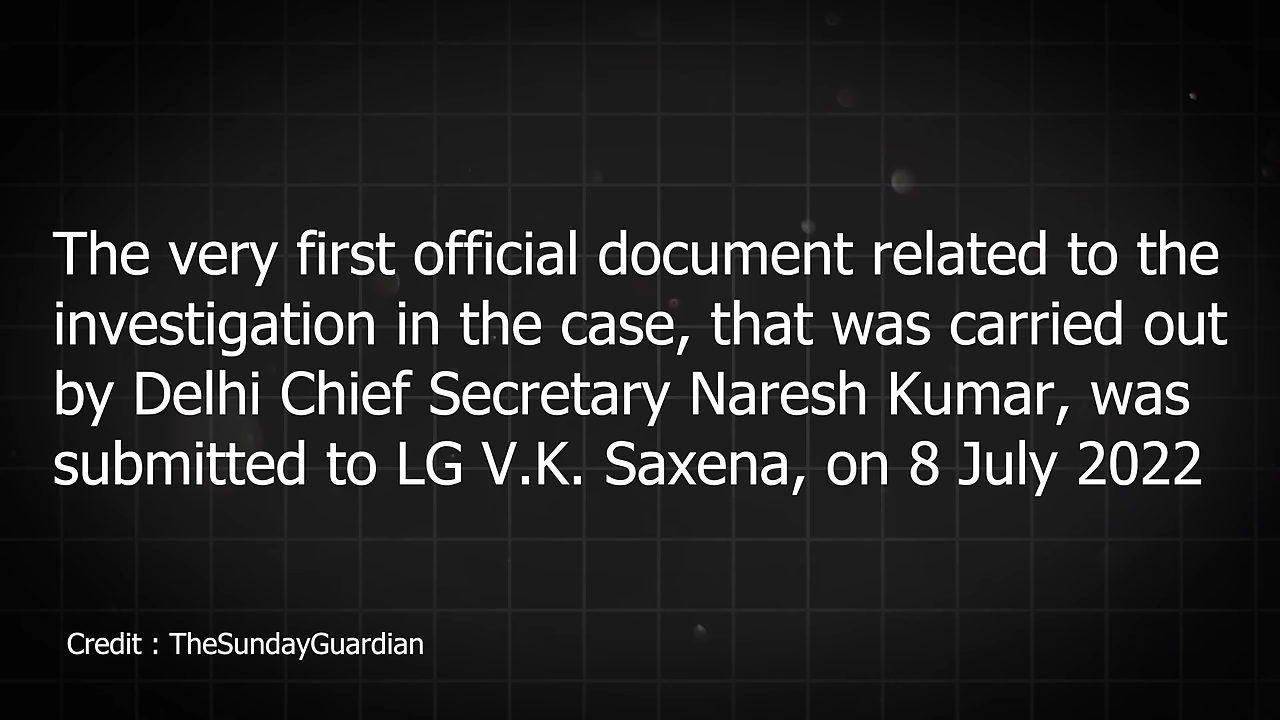 The very first official document related to the
investigation in the case, that was carried out
by Delhi Chief Secretary Naresh Kumar, was
submitted to LG V.K. Saxena, on 8 July 2022
Credit : TheSundayGuardian